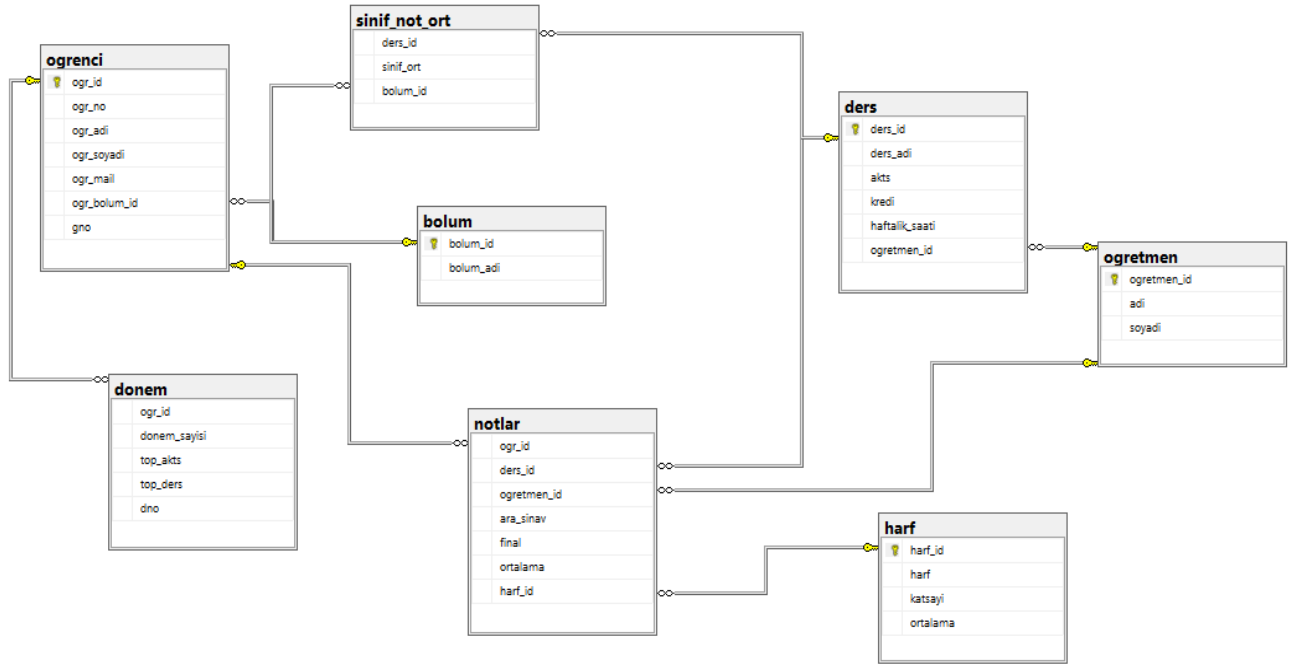 sinif_not_ort
ders_id
sinif_ort
bolum_id
ogrenci
ogr_id
ogr_no
ogr_adi
ogr_soyadi
ogr_mail
ogr_bolum_id
gno
ders
ders_id
ders_adi
akts
kredi
haftalik_saati
ogretmen_id
bolum
bolum_id
bolum_adi
ogretmen
ogretmen_id
adi
soyadi
donem
ogr_id
donem_sayisi
top_akts
top_ders
dno
notlar
ogr_id
ders_id
ogretmen_id
ara_sinav
final
ortalama
harf_id
harf
harf_id
harf
katsayi
ortalama